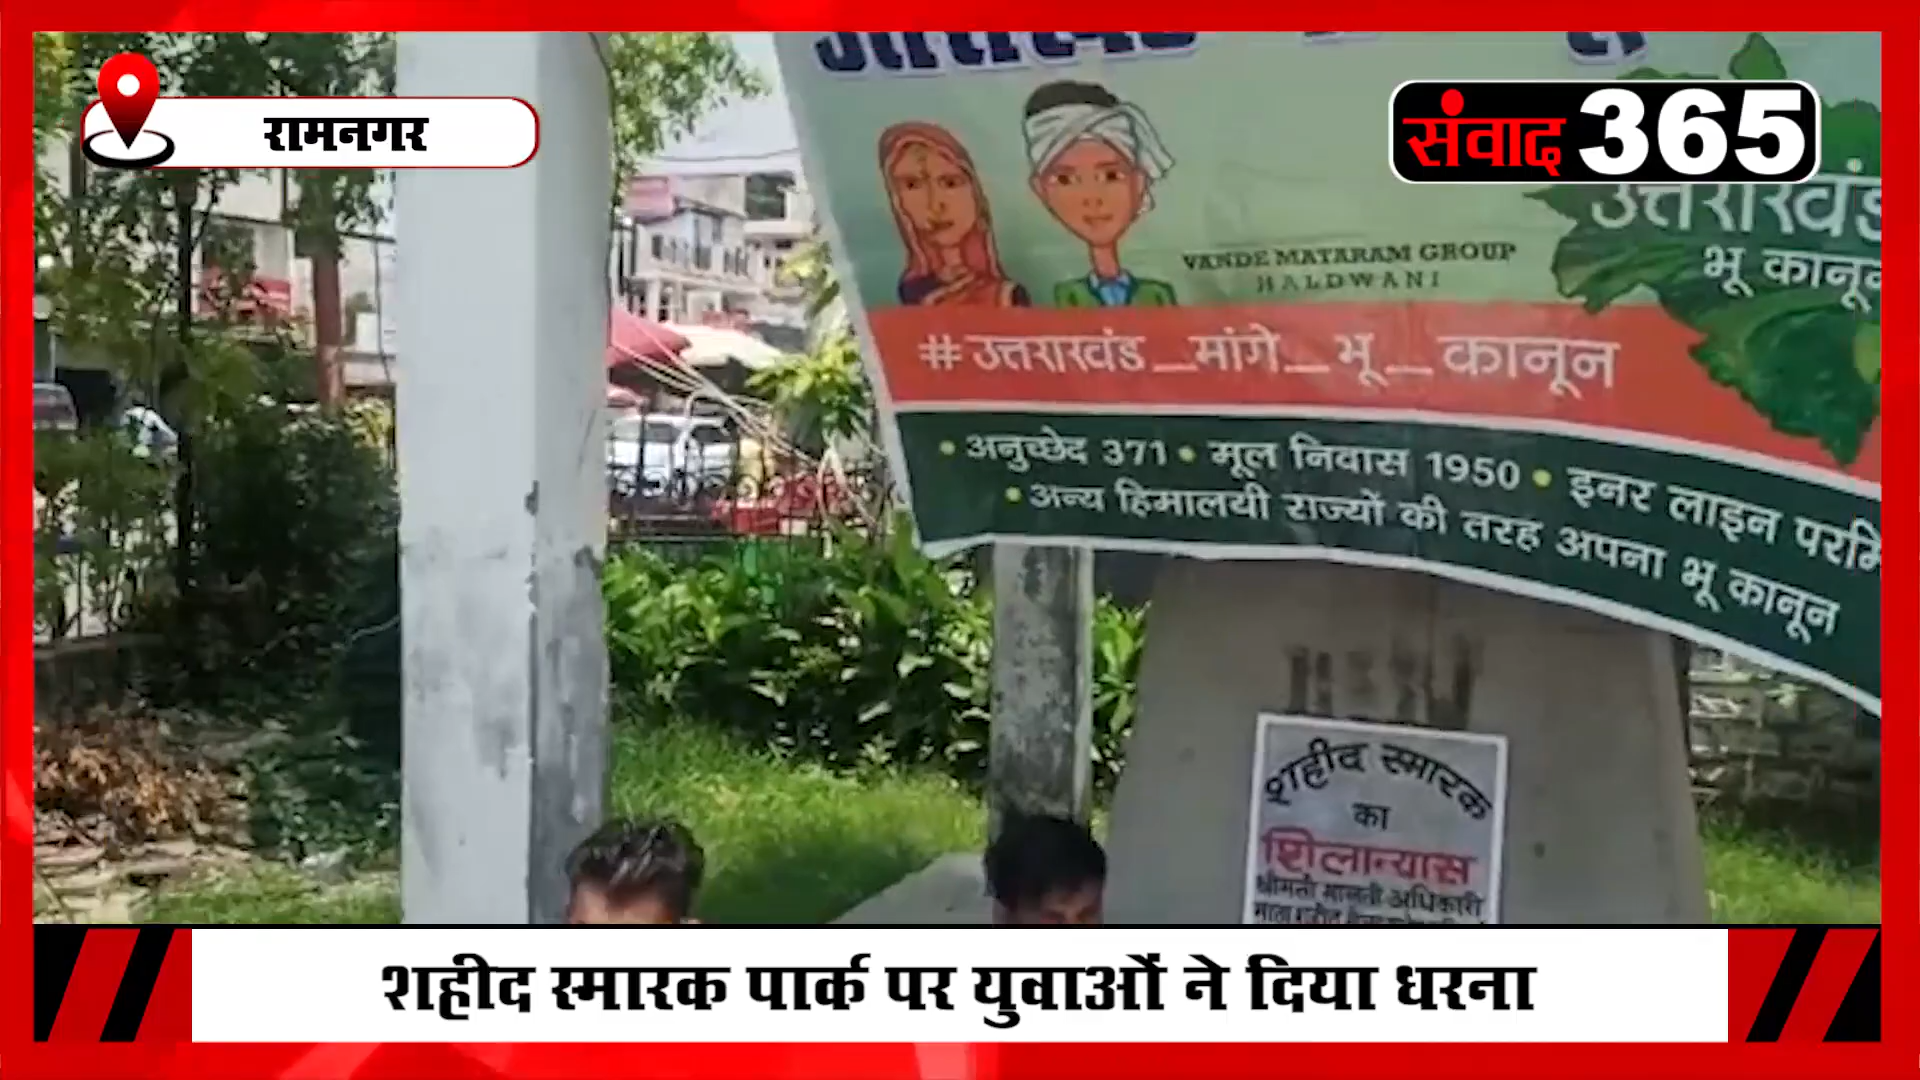 रामनगर
संवाद 365
उत्तराखंड
भू कानून
VANDE MATARAM GROUP
HALDWANI
#उत्तराखंड_मांगे_भू_कानून
• अनुच्छेद 371 • मूल निवास 1950 • इनर लाइन
• अन्य हिमालयी राज्यों की तरह अपना भू कानून
शहीद स्मारक
का
शिलान्यास
श्रीमती मालती अधिकारी
शहीद स्मारक पार्क पर युवाओं ने दिया धरना